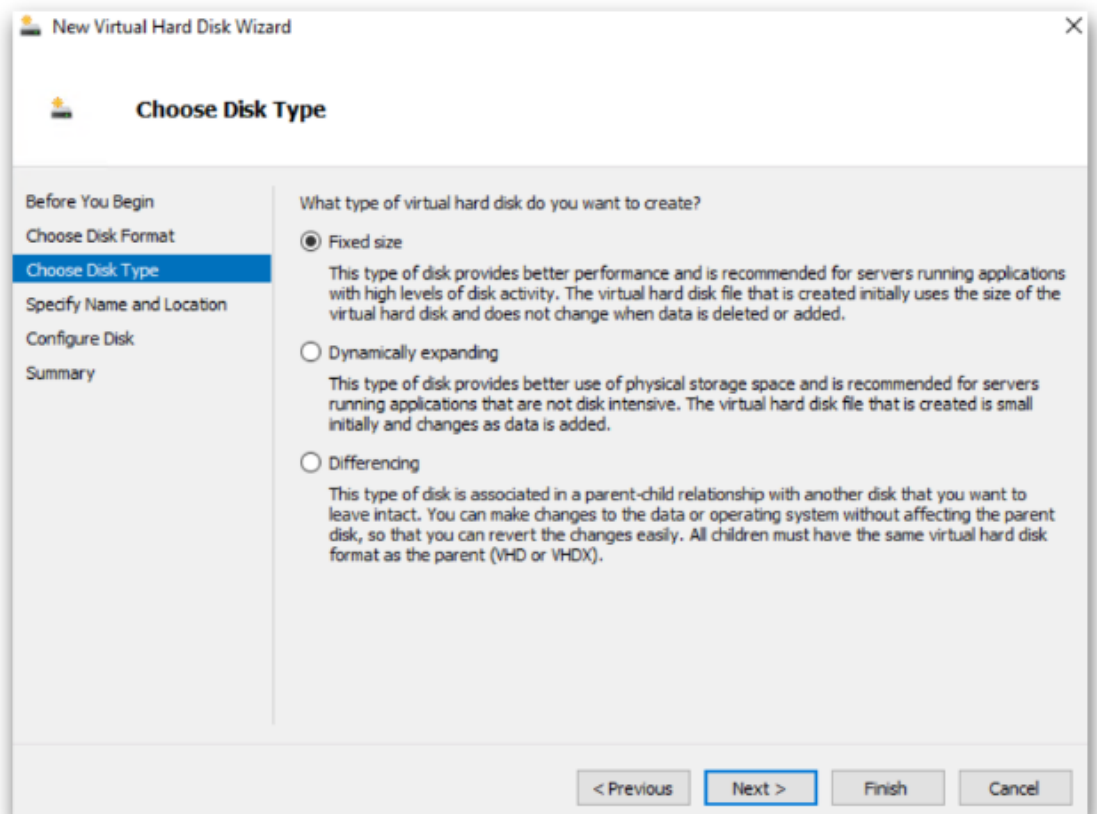 New Virtual Hard Disk Wizard
Choose Disk Type
Before You Begin
Choose Disk Format
Choose Disk Type
Specify Name and Location
Configure Disk
Summary
What type of virtual hard disk do you want to create?
Fixed size
This type of disk provides better performance and is recommended for servers running applications
with high levels of disk activity. The virtual hard disk file that is created initially uses the size of the
virtual hard disk and does not change when data is deleted or added.
Dynamically expanding
This type of disk provides better use of physical storage space and is recommended for servers
running applications that are not disk intensive. The virtual hard disk file that is created is small
initially and changes as data is added.
Differencing
This type of disk is associated in a parent-child relationship with another disk that you want to
leave intact. You can make changes to the data or operating system without affecting the parent
disk, so that you can revert the changes easily. All children must have the same virtual hard disk
format as the parent (VHD or VHDX).
< Previous
Next >
Finish
Cancel